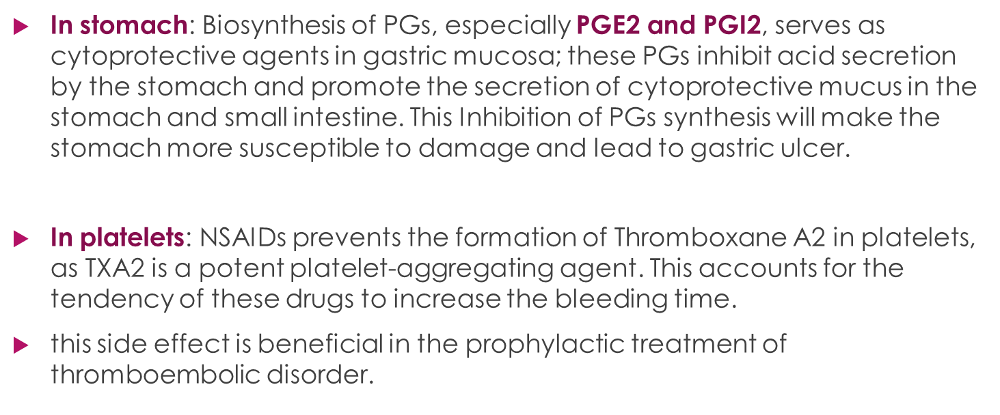 In stomach: Biosynthesis of PGs, especially PGE2 and PGI2, serves as
cytoprotective agents in gastric mucosa; these PGs inhibit acid secretion
by the stomach and promote the secretion of cytoprotective mucus in the
stomach and small intestine. This Inhibition of PGs synthesis will make the
stomach more susceptible to damage and lead to gastric ulcer.
In platelets: NSAIDs prevents the formation of Thromboxane A2 in platelets,
as TXA2 is a potent platelet-aggregating agent. This accounts for the
tendency of these drugs to increase the bleeding time.
this side effect is beneficial in the prophylactic treatment of
thromboembolic disorder.